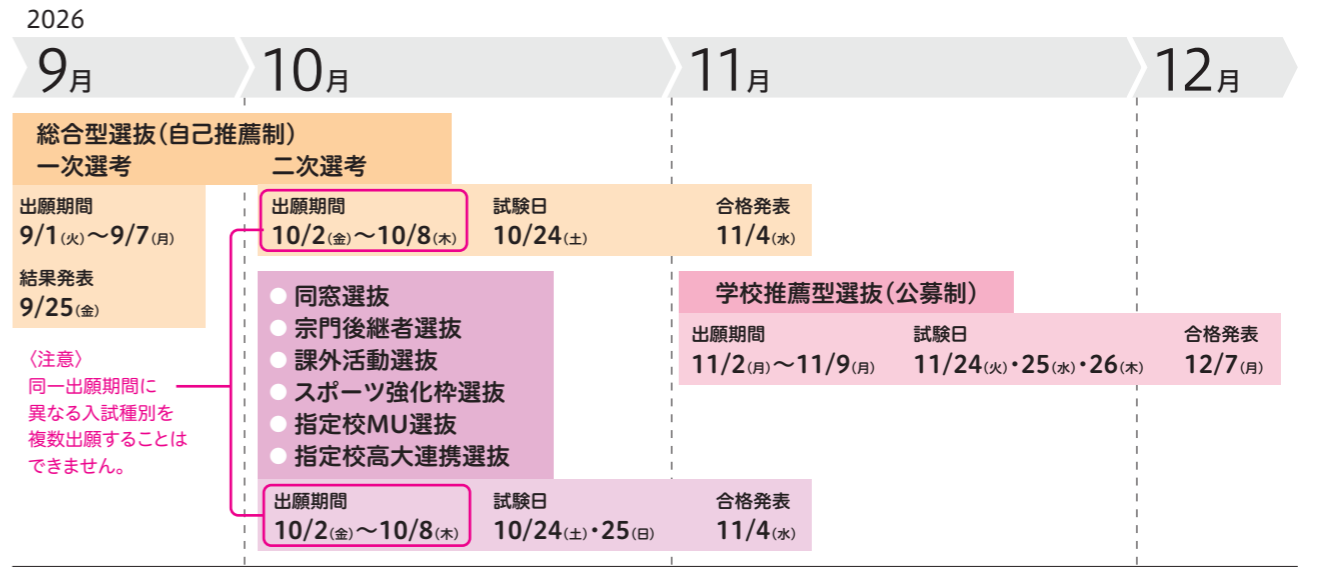 2026
9月
10月
11月
12月
総合型選抜（自己推薦制）
一次選考
二次選考
出願期間
9/1(火)〜9/7(月)
結果発表
9/25(金)
出願期間
10/2(金)〜10/8(木)
試験日
10/24(土)
合格発表
11/4(水)
〈注意〉
同一出願期間に
異なる入試種別を
複数出願することは
できません。
● 同窓選抜
● 宗門後継者選抜
● 課外活動選抜
● スポーツ強化枠選抜
● 指定校MU選抜
● 指定校高大連携選抜
出願期間
10/2(金)〜10/8(木)
試験日
10/24(土)・25(日)
合格発表
11/4(水)
学校推薦型選抜（公募制）
出願期間
11/2(月)〜11/9(月)
試験日
11/24(火)・25(水)・26(木)
合格発表
12/7(月)